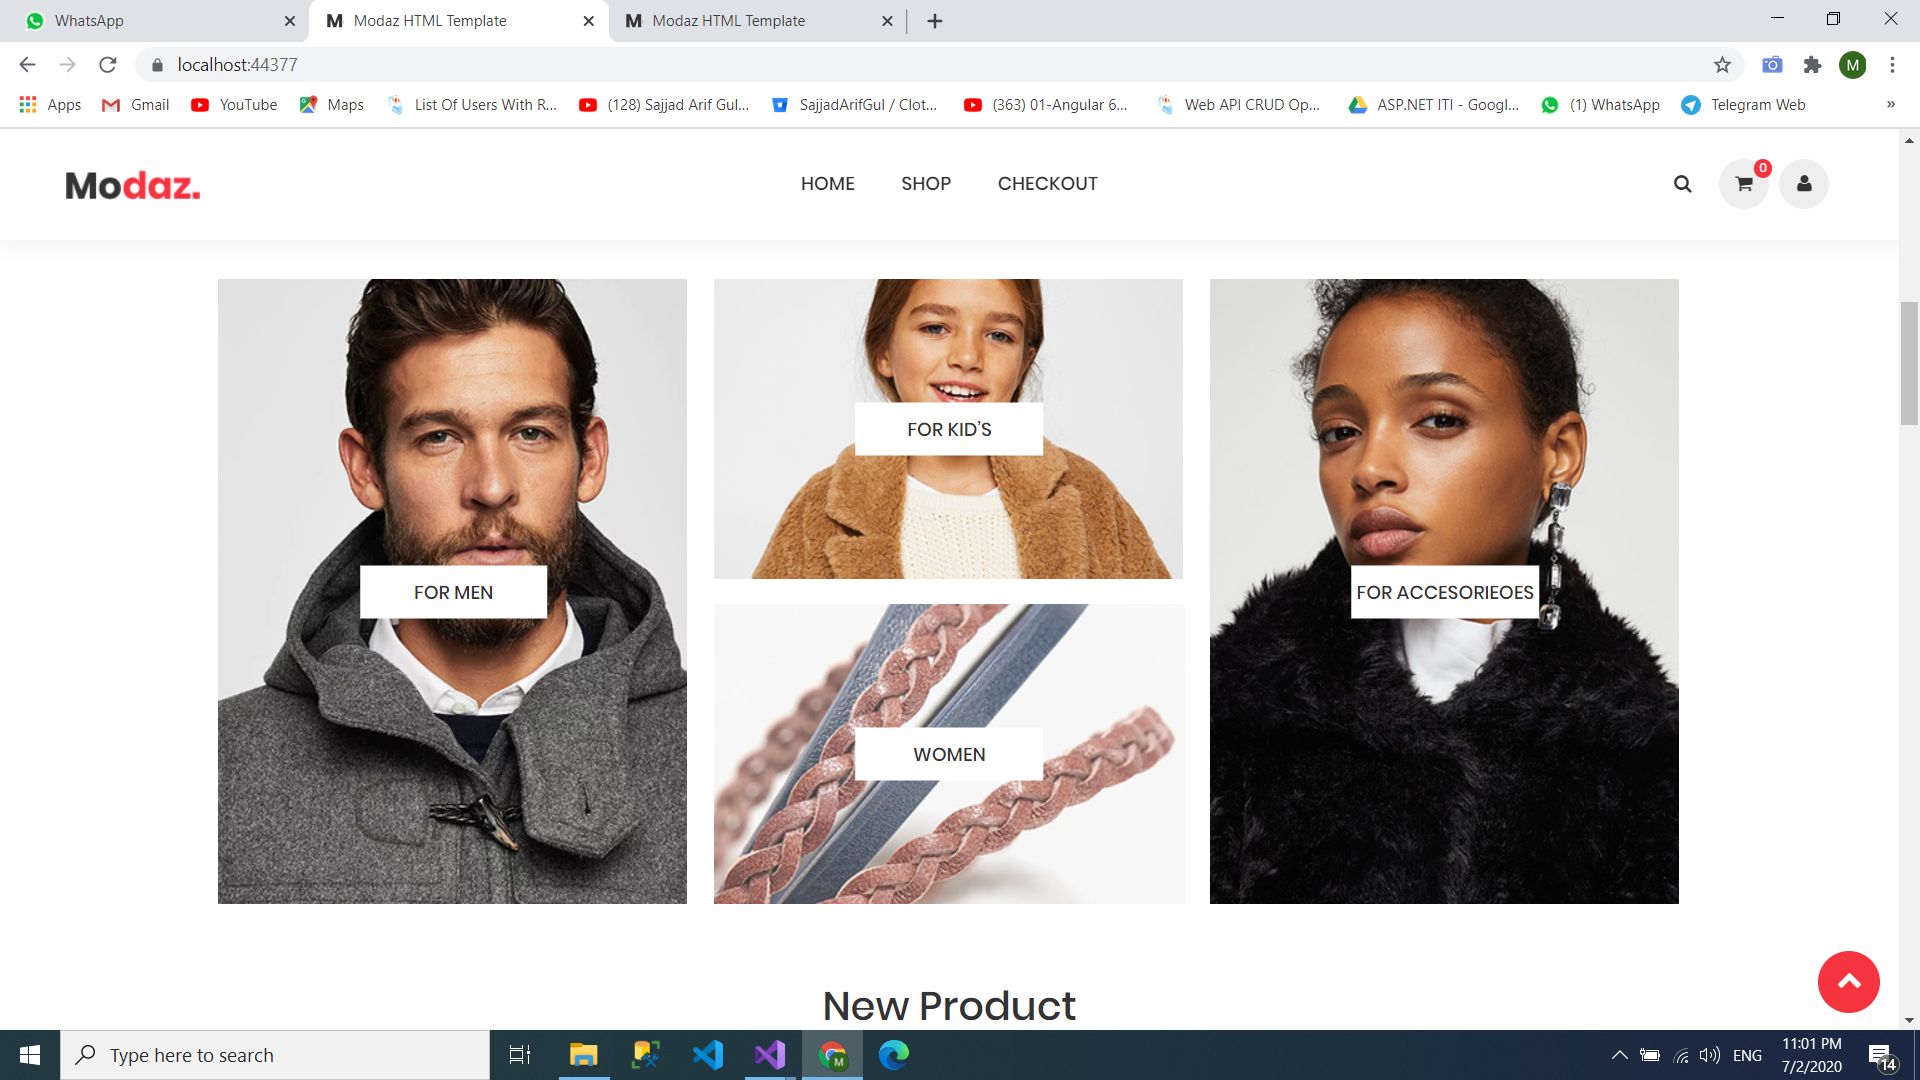 WhatsApp
Modaz HTML Template
Modaz HTML Template
localhost:44377
M
Apps
Gmail
YouTube
Maps
List Of Users With R...
(128) Sajjad Arif Gul...
SajjadArifGul / Clot...
(363) 01-Angular 6...
Web API CRUD Op...
ASP.NET ITI - Googl...
(1) WhatsApp
Telegram Web
»
Modaz.
HOME
SHOP
CHECKOUT
0
FOR KID'S
FOR MEN
FOR ACCESORIEOES
WOMEN
New Product
Type here to search
M
ENG
11:01 PM
7/2/2020
14